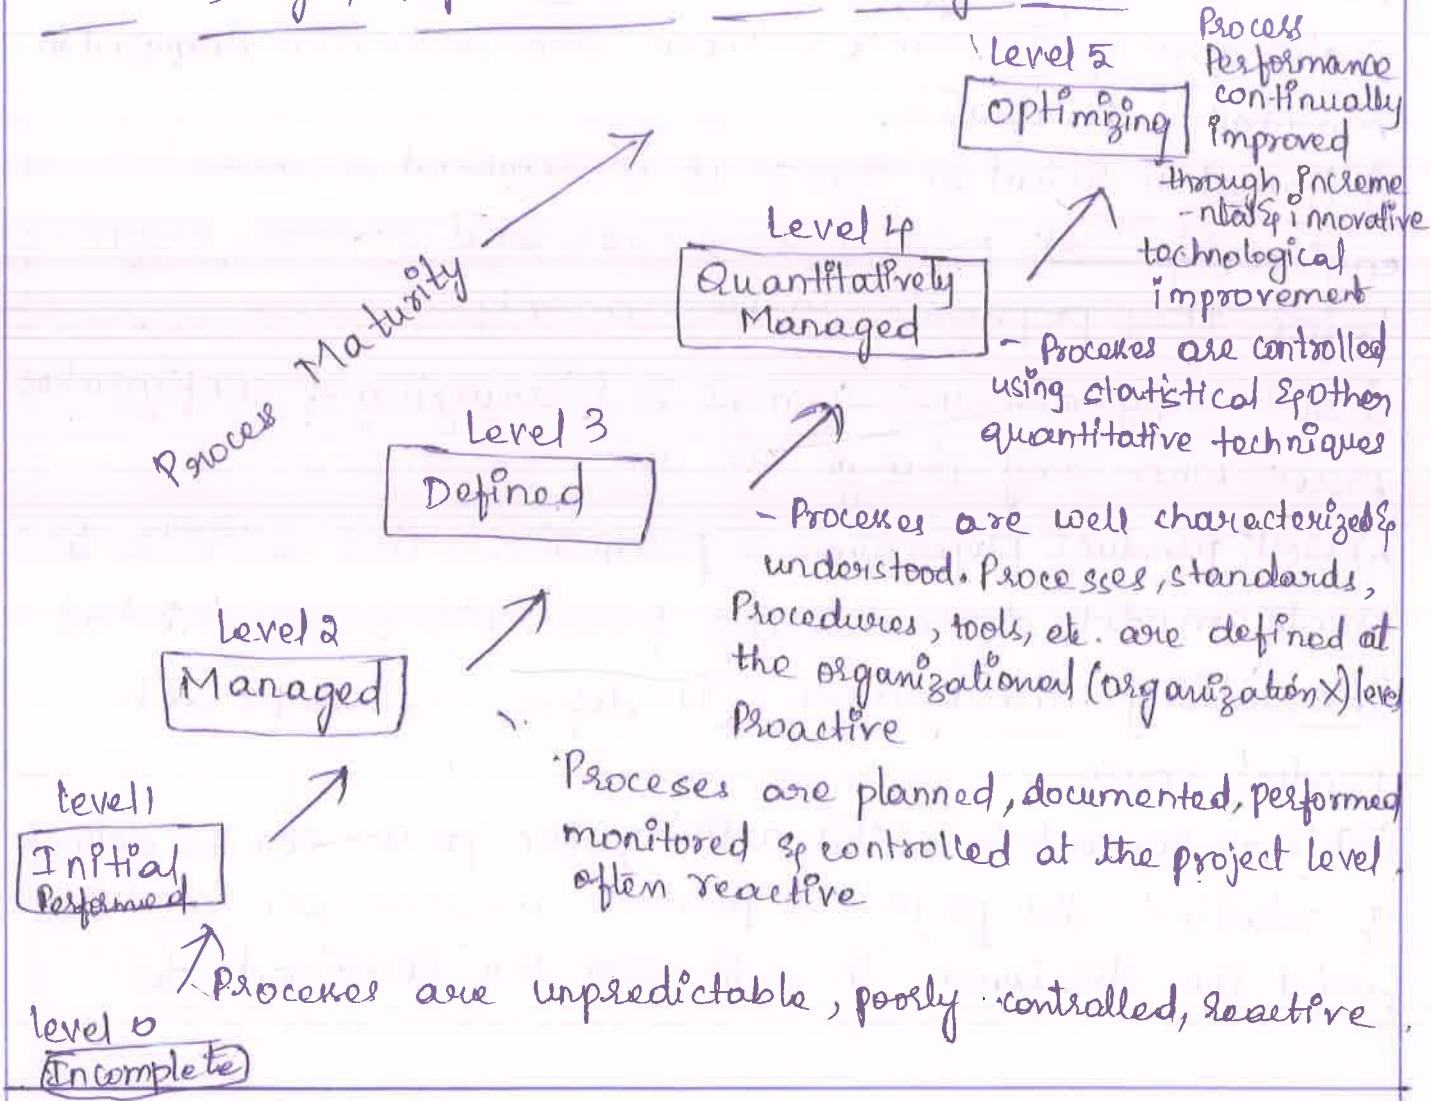 Level 5
Optimizing
Process
Performance
continually
improved
through increme
-ntal & innovative
technological
improvement
Level 4
Quantitatively
Managed
- Processes are controlled
using statistical & other
quantitative techniques
Process Maturity
Level 3
Defined
- Processes are well characterized &
understood. Processes, standards,
Procedures, tools, etc. are defined at
the organizational (organization X) level
Proactive
Level 2
Managed
Proceses are planned, documented, performed
monitored & controlled at the project level
often reactive
level 1
Initial
Performed
Processes are unpredictable, poorly controlled, reactive.
level 0
Incomplete